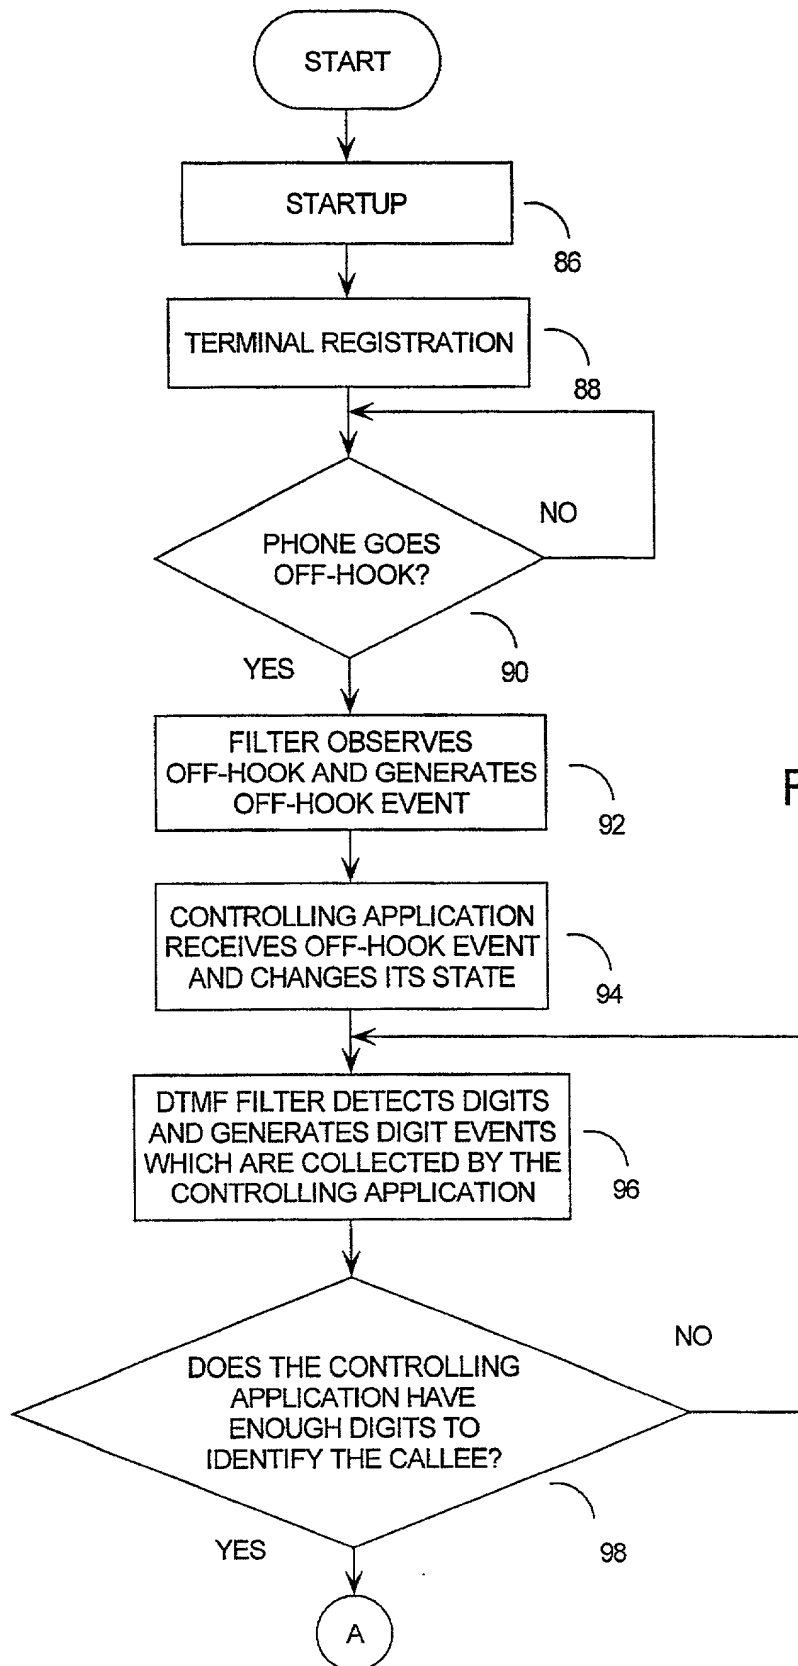 START
STARTUP
86
TERMINAL REGISTRATION
88
NO
PHONE GOES
OFF-HOOK?
90
YES
FILTER OBSERVES
OFF-HOOK AND GENERATES
OFF-HOOK EVENT
92
F
CONTROLLING APPLICATION
RECEIVES OFF-HOOK EVENT
AND CHANGES ITS STATE
94
DTMF FILTER DETECTS DIGITS
AND GENERATES DIGIT EVENTS
WHICH ARE COLLECTED BY THE
CONTROLLING APPLICATION
96
NO
DOES THE CONTROLLING
APPLICATION HAVE
ENOUGH DIGITS TO
IDENTIFY THE CALLEE?
98
YES
A